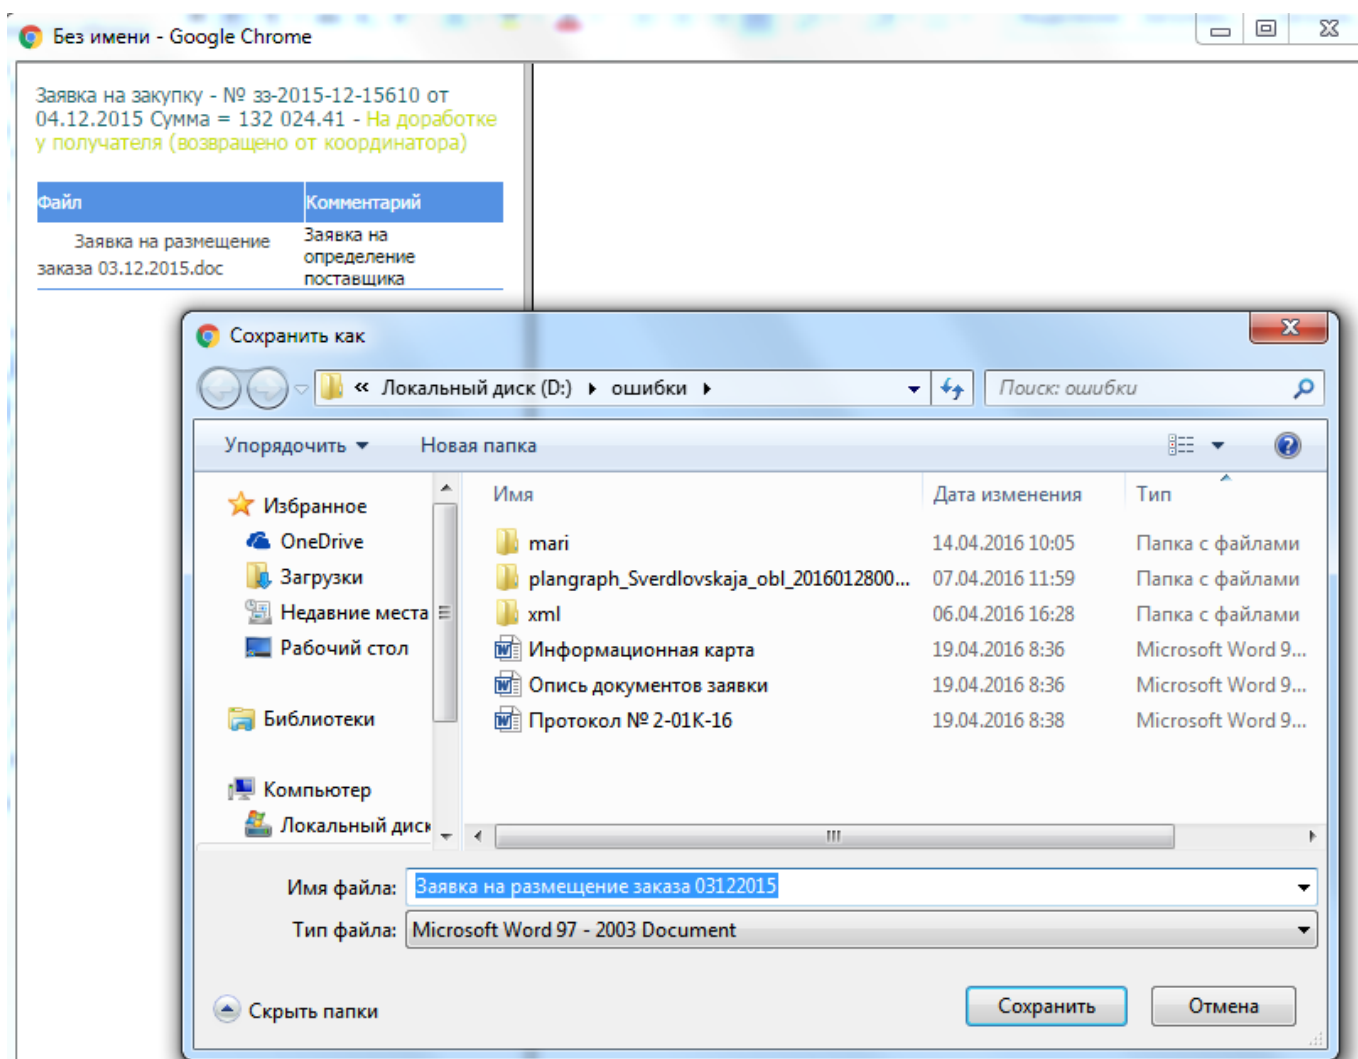 Без имени - Google Chrome
Заявка на закупку - № зз-2015-12-15610 от
04.12.2015 Сумма = 132 024.41 - На доработке
у получателя (возвращено от координатора)
Файл Комментарий
Заявка на размещение
заказа 03.12.2015.doc
Заявка на
определение
поставщика
Сохранить как
« Локальный диск (D:) ▸ ошибки ▸
Поиск: ошибки
Упорядочить Новая папка
Избранное
OneDrive
Загрузки
Недавние места
Рабочий стол
Библиотеки
Компьютер
Локальный диск
Имя Дата изменения Тип
mari 14.04.2016 10:05 Папка с файлами
plangraph_Sverdlovskaja_obl_2016012800... 07.04.2016 11:59 Папка с файлами
xml 06.04.2016 16:28 Папка с файлами
Информационная карта 19.04.2016 8:36 Microsoft Word 9...
Опись документов заявки 19.04.2016 8:36 Microsoft Word 9...
Протокол № 2-01К-16 19.04.2016 8:38 Microsoft Word 9...
Имя файла: Заявка на размещение заказа 03122015
Тип файла: Microsoft Word 97 - 2003 Document
Скрыть папки
Сохранить Отмена